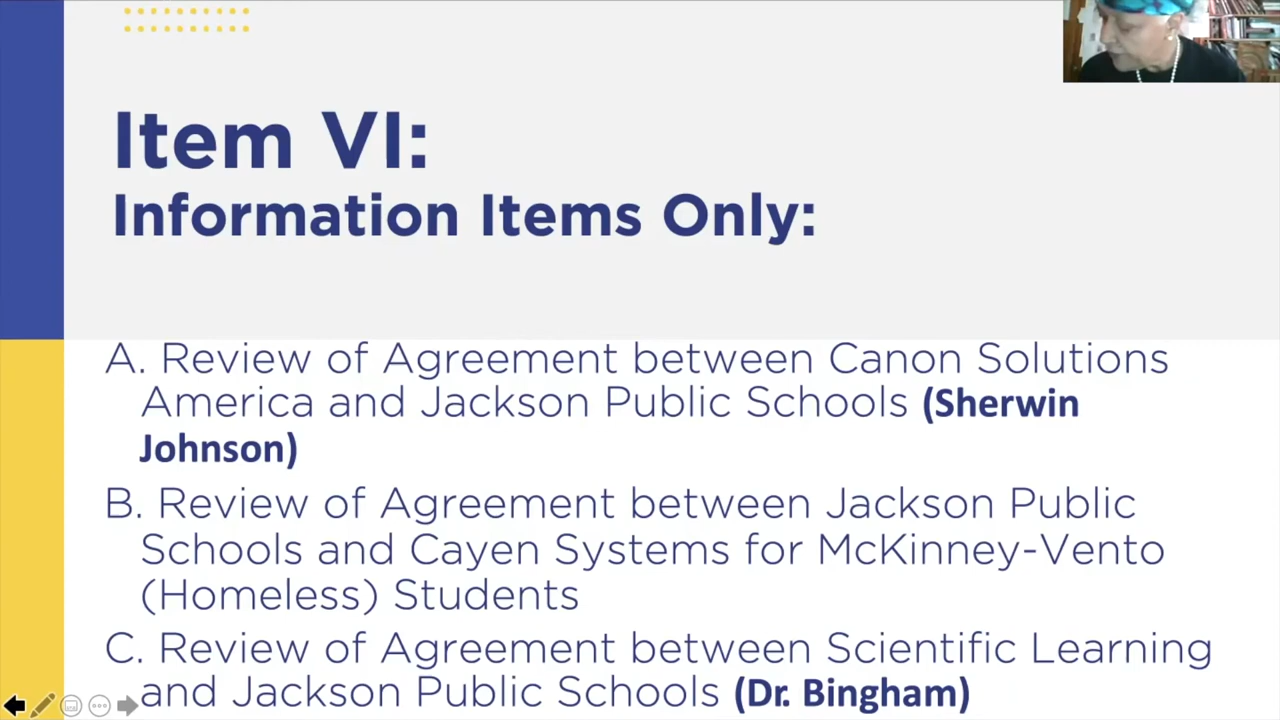 Item VI:
Information Items Only:
A. Review of Agreement between Canon Solutions
America and Jackson Public Schools (Sherwin
Johnson)
B. Review of Agreement between Jackson Public
Schools and Cayen Systems for McKinney-Vento
(Homeless) Students
C. Review of Agreement between Scientific Learning
and Jackson Public Schools (Dr. Bingham)